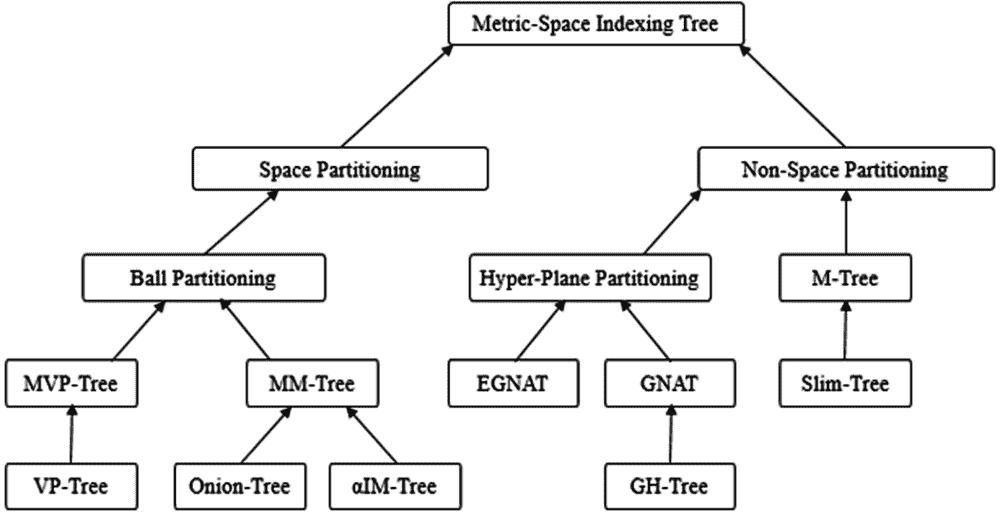 Metric-Space Indexing Tree
Space Partitioning
Non-Space Partitioning
Ball Partitioning
Hyper-Plane Partitioning
M-Tree
MVP-Tree
MM-Tree
EGNAT
GNAT
Slim-Tree
VP-Tree
Onion-Tree
αIM-Tree
GH-Tree